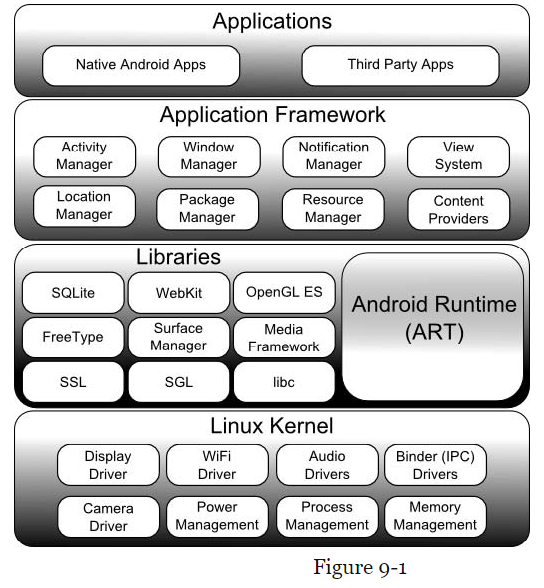 Applications
Native Android Apps
Third Party Apps
Application Framework
Activity
Manager
Window
Manager
Notification
Manager
View
System
Location
Manager
Package
Manager
Resource
Manager
Content
Providers
Libraries
SQLite
WebKit
OpenGL ES
FreeType
Surface
Manager
Media
Framework
SSL
SGL
libc
Android Runtime
(ART)
Linux Kernel
Display
Driver
WiFi
Driver
Audio
Drivers
Binder (IPC)
Drivers
Camera
Driver
Power
Management
Process
Management
Memory
Management
Figure 9-1